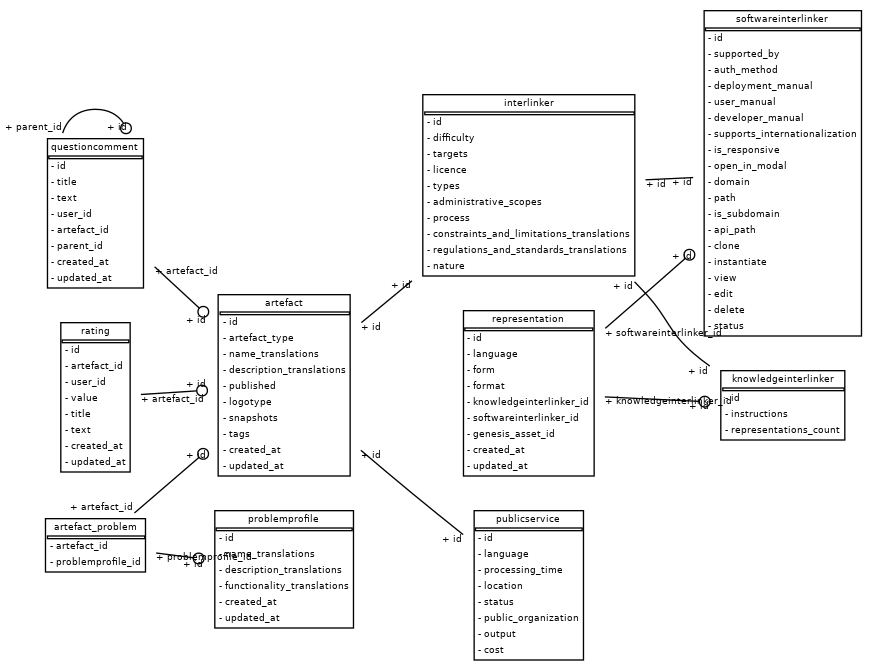 softwareinterlinker
- id
- supported_by
- auth_method
- deployment_manual
- user_manual
- developer_manual
- supports_internationalization
- is_responsive
- open_in_modal
- domain
- path
- is_subdomain
- api_path
- clone
- instantiate
- view
- edit
- delete
- status
interlinker
- id
- difficulty
- targets
- licence
- types
- administrative_scopes
- process
- constraints_and_limitations_translations
- regulations_and_standards_translations
- nature
+ parent_id
+ id
questioncomment
- id
- title
- text
- user_id
- artefact_id
- parent_id
- created_at
- updated_at
+ id
+ id
+ id
+ artefact_id
+ id
+ id
+ id
+ id
artefact
- id
- artefact_type
- name_translations
- description_translations
- published
- logotype
- snapshots
- tags
- created_at
- updated_at
representation
- id
- language
- form
- format
- knowledgeinterlinker_id
- softwareinterlinker_id
- genesis_asset_id
- created_at
- updated_at
+ softwareinterlinker_id
rating
- id
- artefact_id
- user_id
- value
- title
- text
- created_at
- updated_at
+ id
+ artefact_id
+ id
knowledgeinterlinker
- id
- instructions
- representations_count
+ knowledgeinterlinker_id
+ id
+ id
+ id
+ artefact_id
artefact_problem
- artefact_id
- problemprofile_id
problemprofile
- id
- name_translations
- description_translations
- functionality_translations
- created_at
- updated_at
+ problemprofile_id
+ id
+ id
publicservice
- id
- language
- processing_time
- location
- status
- public_organization
- output
- cost